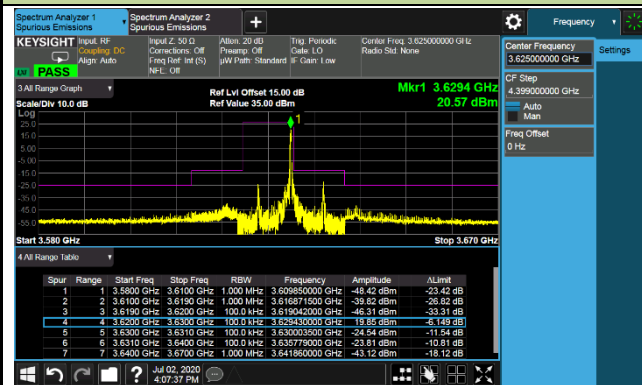 Spectrum Analyzer 1
Spurious Emissions
Spectrum Analyzer 2
Spurious Emissions
Frequency
KEYSIGHT
Input: RF
Coupling: DC
Align: Auto
Input Z: 50 Ω
Corrections: Off
Freq Ref: Int (S)
NFE: Off
Atten: 20 dB
Preamp: Off
µW Path: Standard
Trig: Periodic
Gate: LO
IF Gain: Low
Center Freq: 3.625000000 GHz
Radio Std: None
PASS
Center Frequency
3.625000000 GHz
Settings
CF Step
4.399000000 GHz
Auto
Man
Freq Offset
0 Hz
3 All Range Graph
Scale/Div 10.0 dB
Ref Lvl Offset 15.00 dB
Ref Value 35.00 dBm
Mkr1 3.6294 GHz
20.57 dBm
Log
25.0
15.0
5.00
-5.00
-15.0
-25.0
-35.0
-45.0
-55.0
1
Start 3.580 GHz
Stop 3.670 GHz
4 All Range Table
Spur Range Start Freq Stop Freq RBW Frequency Amplitude ΔLimit
1 1 3.5800 GHz 3.6100 GHz 1.000 MHz 3.609850000 GHz -48.42 dBm -23.42 dB
2 2 3.6100 GHz 3.6190 GHz 1.000 MHz 3.616871500 GHz -39.82 dBm -26.82 dB
3 3 3.6190 GHz 3.6200 GHz 100.0 kHz 3.619042000 GHz -46.31 dBm -33.31 dB
4 4 3.6200 GHz 3.6300 GHz 100.0 kHz 3.629430000 GHz 19.85 dBm -6.149 dB
5 5 3.6300 GHz 3.6310 GHz 100.0 kHz 3.630003500 GHz -24.54 dBm -11.54 dB
6 6 3.6310 GHz 3.6400 GHz 1.000 MHz 3.635779000 GHz -23.81 dBm -10.81 dB
7 7 3.6400 GHz 3.6700 GHz 1.000 MHz 3.641860000 GHz -43.12 dBm -18.12 dB
Jul 02, 2020
4:07:37 PM